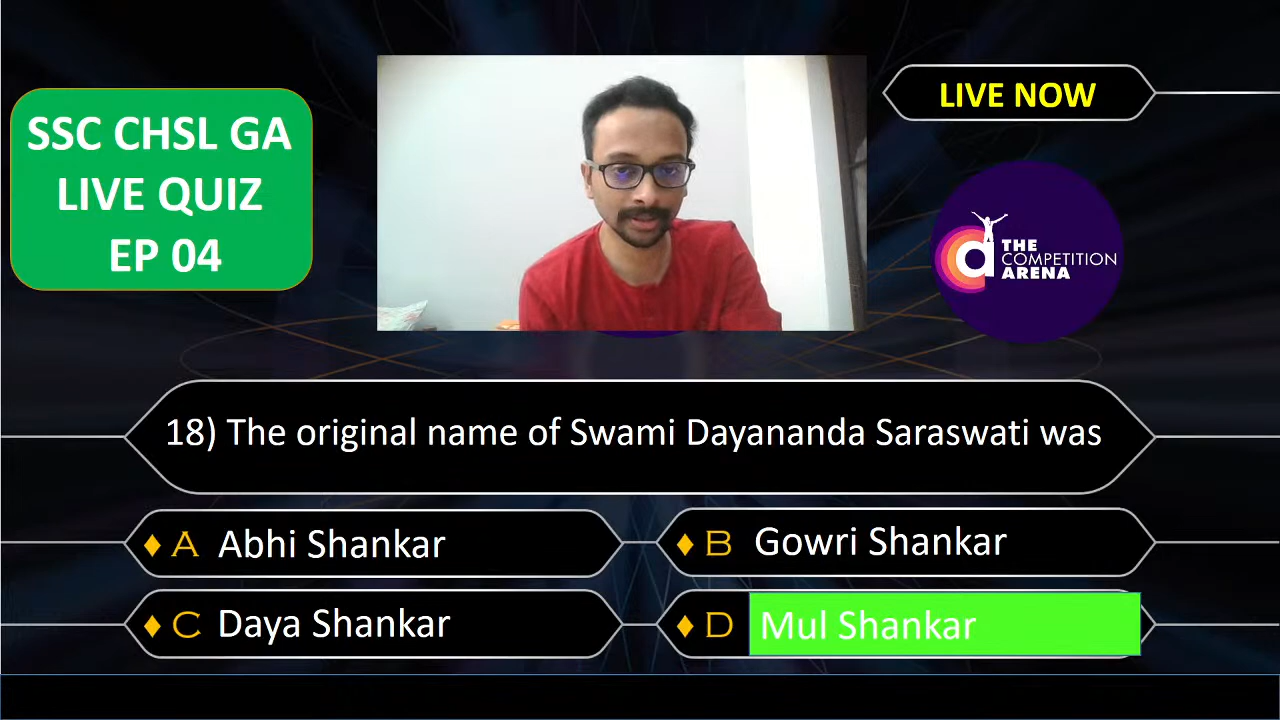 SSC CHSL GA
LIVE QUIZ
EP 04
LIVE NOW
d THE
COMPETITION
ARENA
18) The original name of Swami Dayananda Saraswati was
A Abhi Shankar
B Gowri Shankar
C Daya Shankar
D Mul Shankar